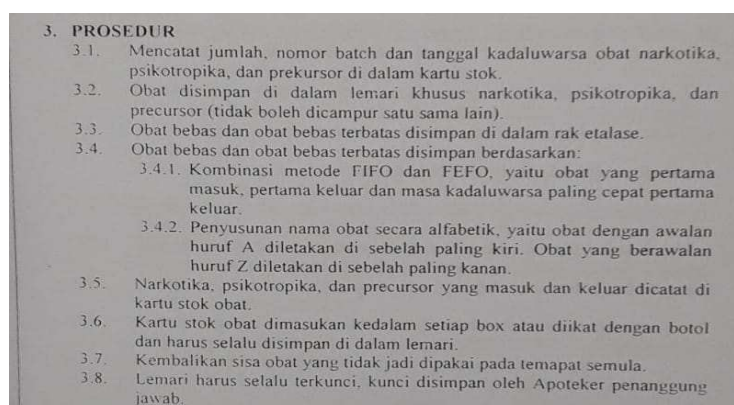 3. PROSEDUR
3.1. Mencatat jumlah, nomor batch dan tanggal kadaluwarsa obat narkotika,
psikotropika, dan prekursor di dalam kartu stok.
3.2. Obat disimpan di dalam lemari khusus narkotika, psikotropika, dan
precursor (tidak boleh dicampur satu sama lain).
3.3. Obat bebas dan obat bebas terbatas disimpan di dalam rak etalase.
3.4. Obat bebas dan obat bebas terbatas disimpan berdasarkan:
3.4.1. Kombinasi metode FIFO dan FEFO, yaitu obat yang pertama
masuk, pertama keluar dan masa kadaluwarsa paling cepat pertama
keluar.
3.4.2. Penyusunan nama obat secara alfabetik, yaitu obat dengan awalan
huruf A diletakan di sebelah paling kiri. Obat yang berawalan
huruf Z diletakan di sebelah paling kanan.
3.5. Narkotika, psikotropika, dan precursor yang masuk dan keluar dicatat di
kartu stok obat.
3.6. Kartu stok obat dimasukan kedalam setiap box atau diikat dengan botol
dan harus selalu disimpan di dalam lemari.
3.7. Kembalikan sisa obat yang tidak jadi dipakai pada temapat semula.
3.8. Lemari harus selalu terkunci, kunci disimpan oleh Apoteker penanggung
jawab.